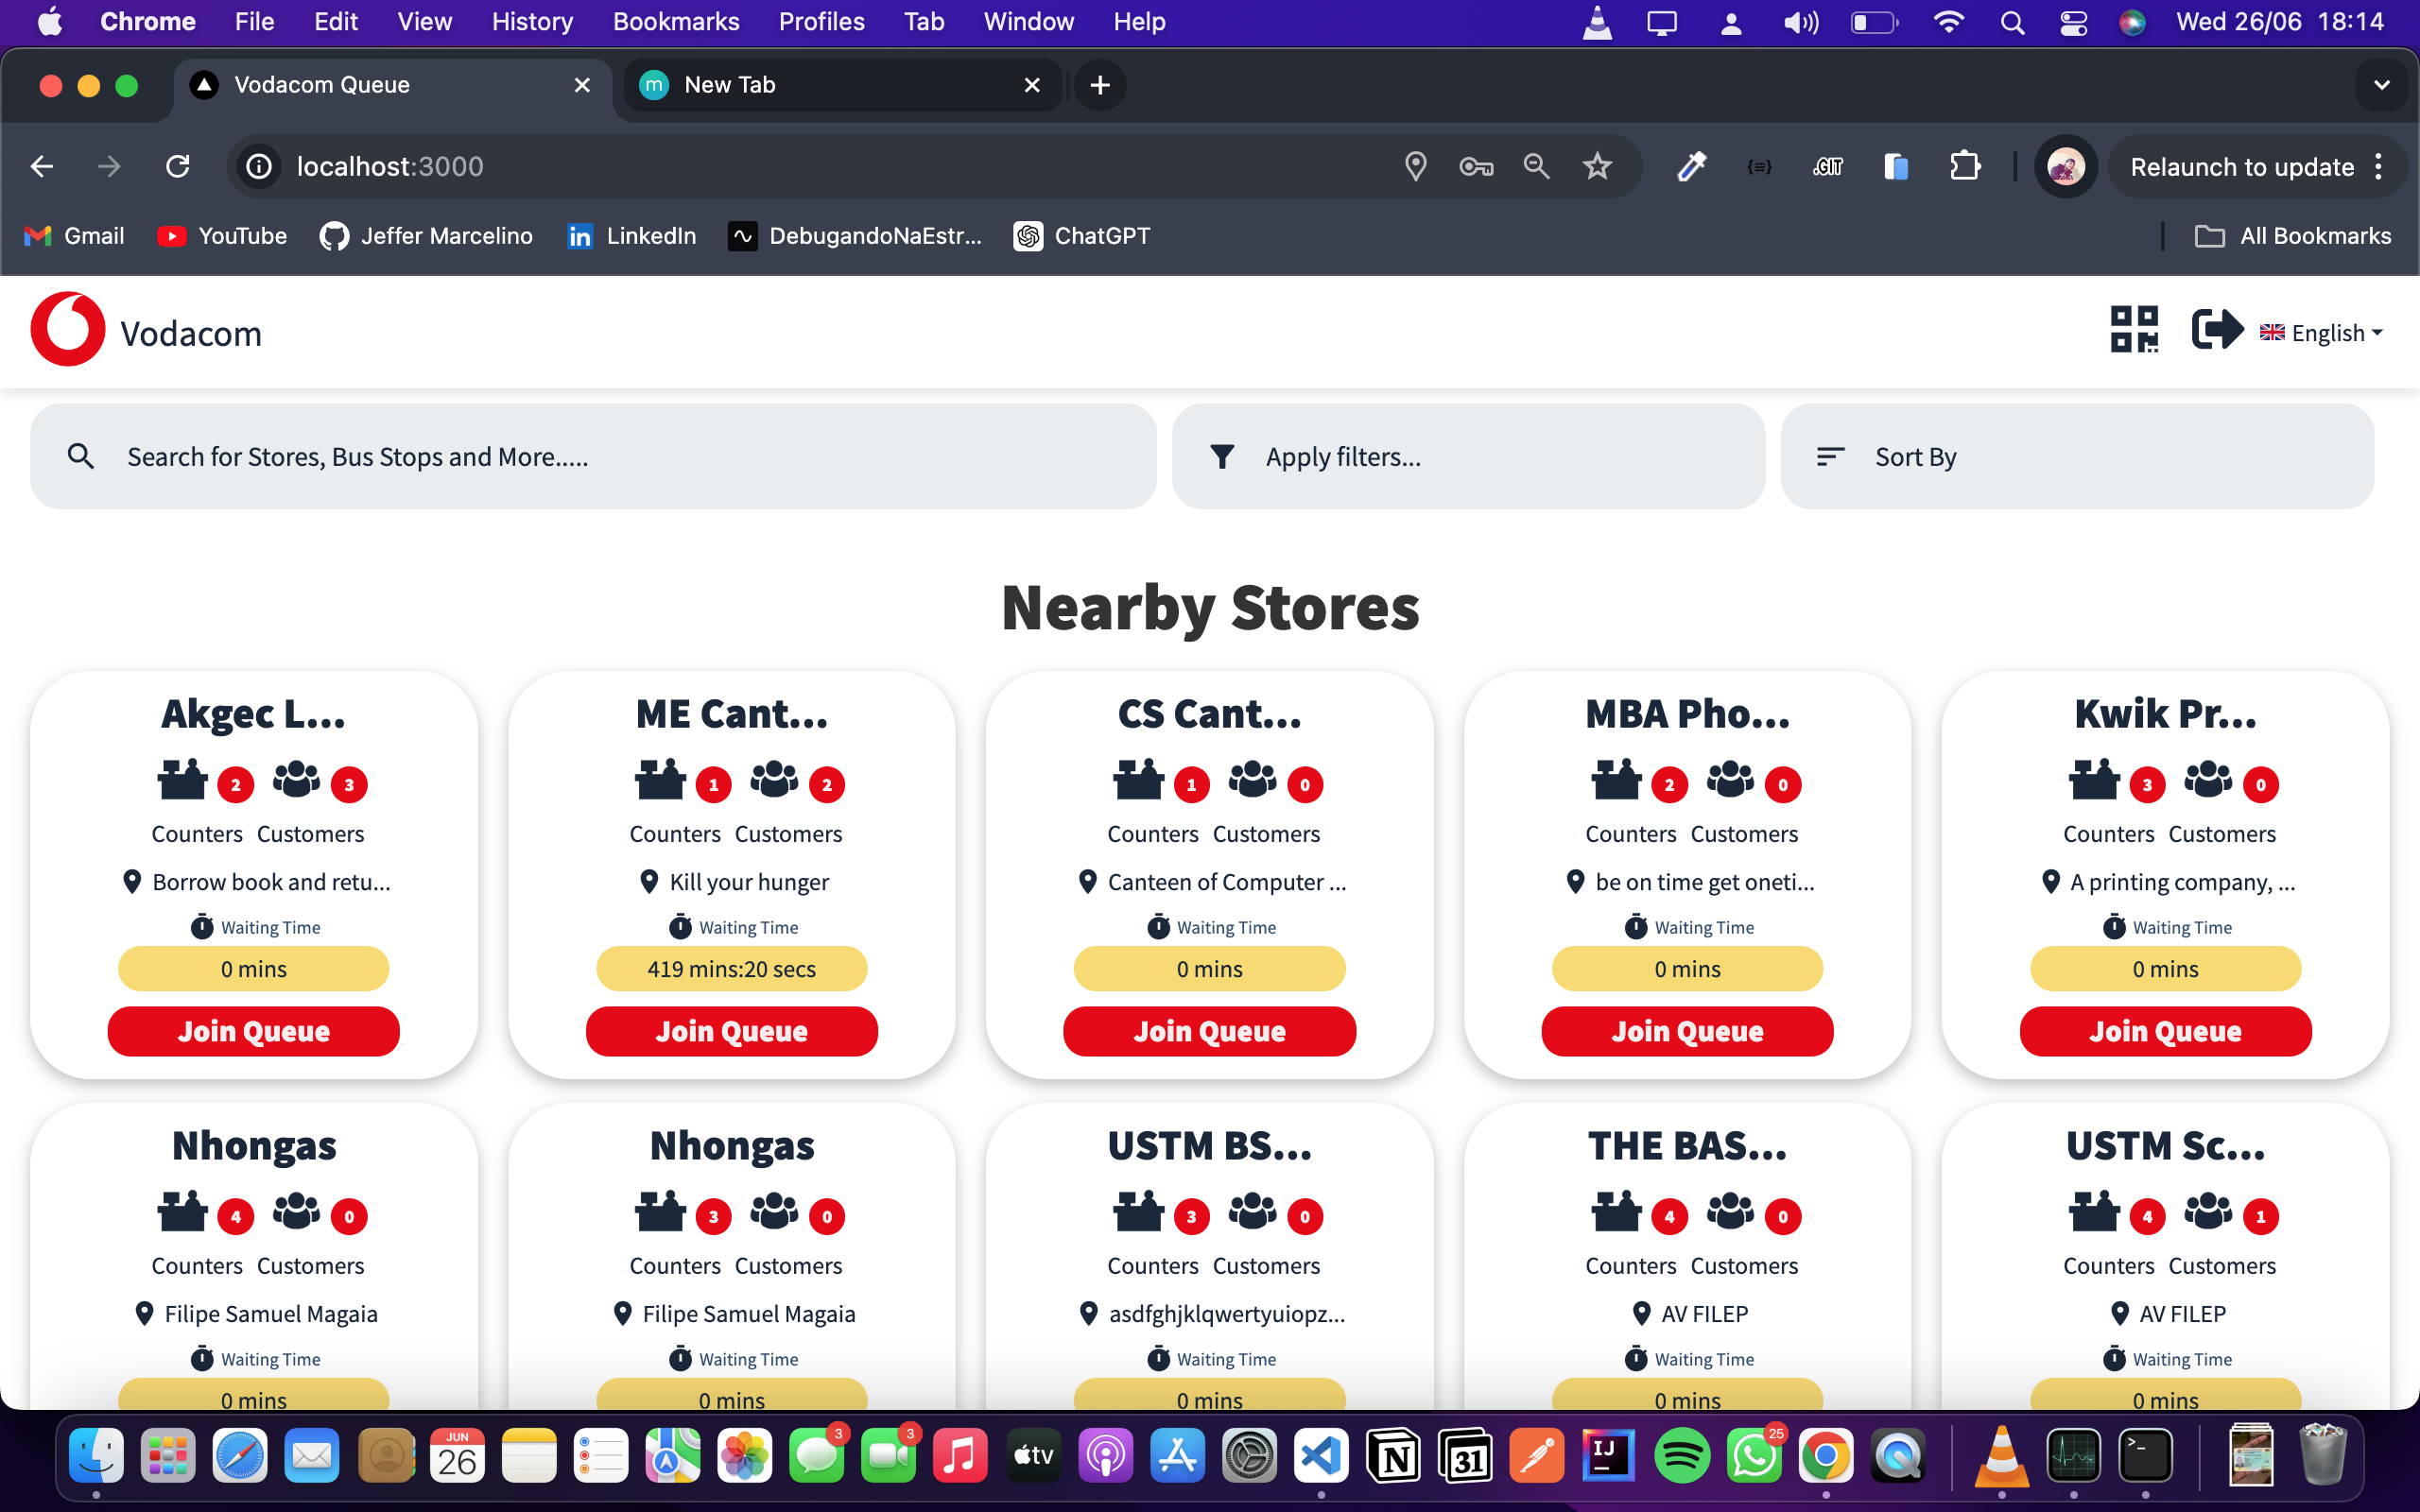 Chrome File Edit View History Bookmarks Profiles Tab Window Help Wed 26/06 18:14
Vodacom Queue m New Tab
localhost:3000 .GIT Relaunch to update
Gmail YouTube Jeffer Marcelino LinkedIn DebugandoNaEstr... ChatGPT All Bookmarks
Vodacom English
Search for Stores, Bus Stops and More..... Apply filters... Sort By
Nearby Stores
Akgec L... ME Cant... CS Cant... MBA Pho... Kwik Pr...
2 3 1 2 1 0 2 0 3 0
Counters Customers Counters Customers Counters Customers Counters Customers Counters Customers
Borrow book and retu... Kill your hunger Canteen of Computer ... be on time get oneti... A printing company, ...
Waiting Time Waiting Time Waiting Time Waiting Time Waiting Time
0 mins 419 mins:20 secs 0 mins 0 mins 0 mins
Join Queue Join Queue Join Queue Join Queue Join Queue
Nhongas Nhongas USTM BS... THE BAS... USTM Sc...
4 0 3 0 3 0 4 0 4 1
Counters Customers Counters Customers Counters Customers Counters Customers Counters Customers
Filipe Samuel Magaia Filipe Samuel Magaia asdfghjklqwertyuiopz... AV FILEP AV FILEP
Waiting Time Waiting Time Waiting Time Waiting Time Waiting Time
0 mins 0 mins 0 mins 0 mins 0 mins
JUN 26 3 3 tv N 31 IJ 25 >_